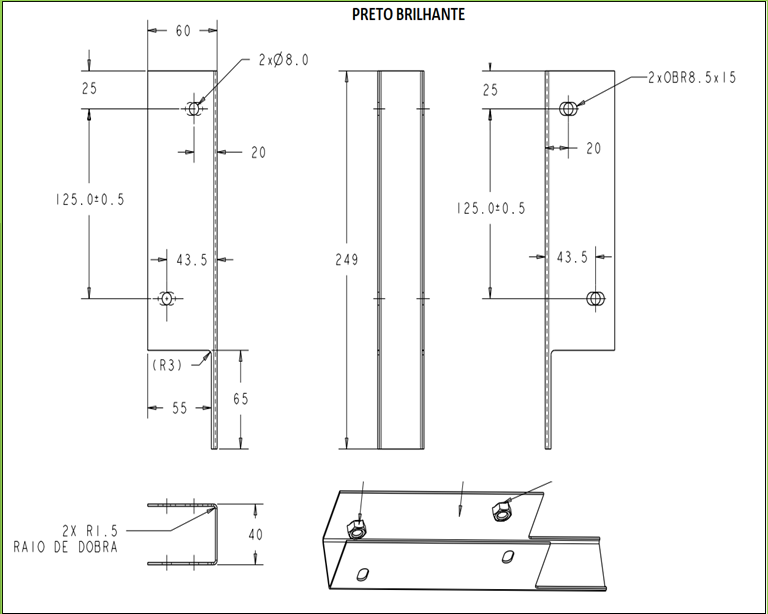 PRETO BRILHANTE
60
2xØ8.0
25
20
125.0±0.5
43.5
(R3)
55
65
249
25
2xOBR8.5x15
20
125.0±0.5
43.5
2X R1.5
RAIO DE DOBRA
40